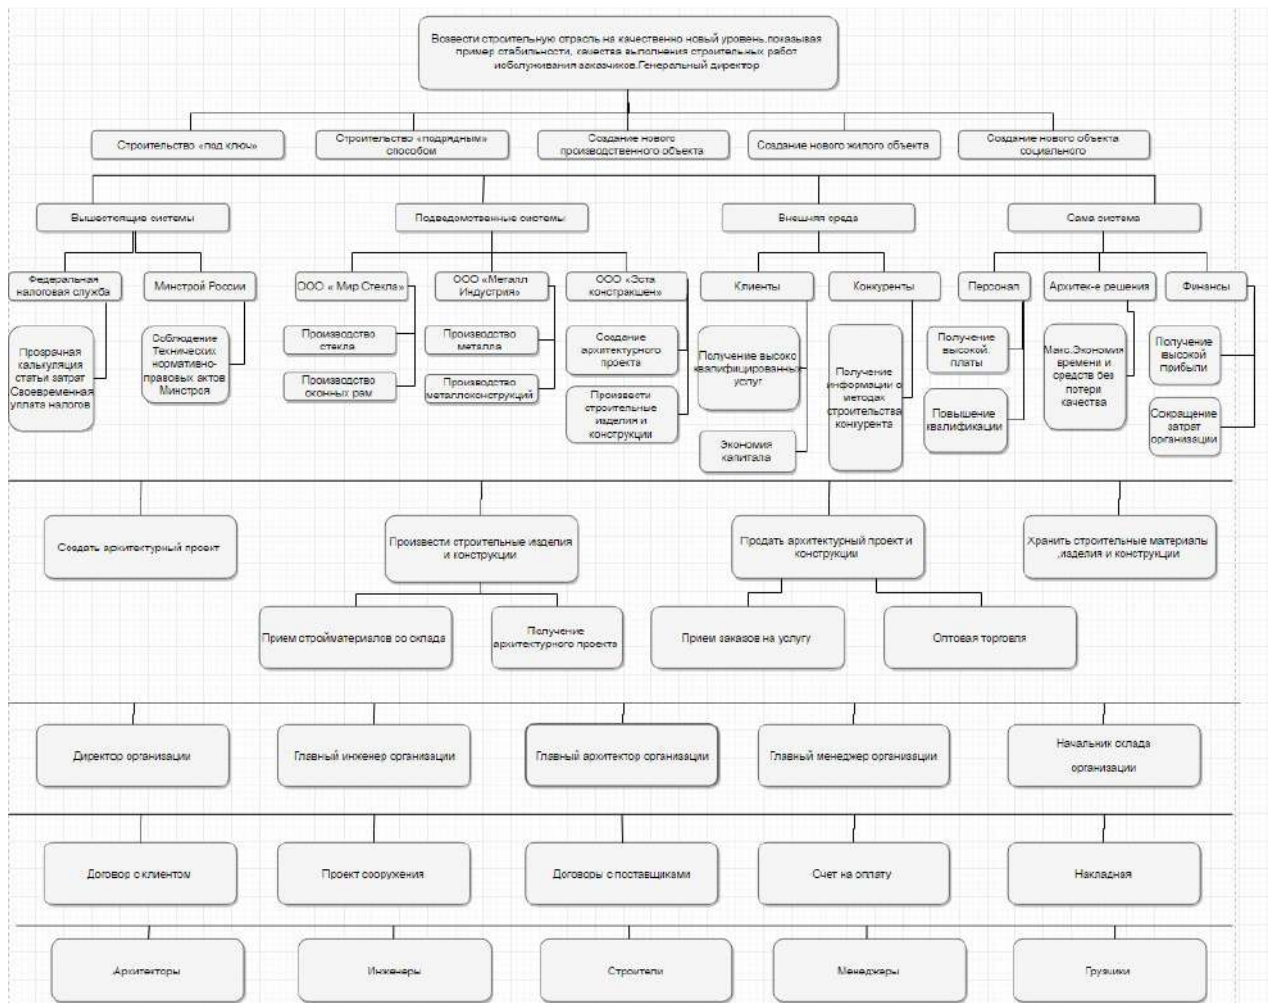 Возвести строительную отрасль на качественно новый уровень,показывая
пример стабильности, качества выполнения строительных работ
иобслуживания заказчиков.Генеральный директор
Строительство «под ключ»
Строительство «подрядным»
способом
Создание нового
производственного объекта
Создание нового жилого объекта
Создание нового объекта
социального
Вышестоящие системы
Подведомственные системы
Внешняя среда
Сама система
Федеральная
налоговая служба
Минстрой России
ООО « Мир Стекла»
ООО «Металл
Индустрия»
ООО «Эста
констракшен»
Клиенты
Конкуренты
Персонал
Архитек-е решения
Финансы
Прозрачная
калькуляция
статьи затрат
Своевременная
уплата налогов
Соблюдение
Технических
нормативно-
правовых актов
Минстроя
Производство
стекла
Производство
оконных рам
Производство
металла
Производство
металлоконструкций
Создание
архитектурного
проекта
Произвести
строительные
изделия и
конструкции
Получение высоко
квалифицированных
услуг
Экономия
капитала
Получение
информации о
методах
строительства
конкурента
Получение
высокой.
платы
Повышение
квалификации
Макс.Экономия
времени и
средств без
потери
качества
Получение
высокой
прибыли
Сокращение
затрат
организации
Создать архитектурный проект
Произвести строительные изделия
и конструкции
Продать архитектурный проект и
конструкции
Хранить строительные материалы
,изделия и конструкции
Прием стройматериалов со склада
Получение
архитектурного проекта
Прием заказов на услугу
Оптовая торговля
Директор организации
Главный инженер организации
Главный архитектор организации
Главный менеджер организации
Начальник склада
организации
Договор с клиентом
Проект сооружения
Договоры с поставщиками
Счет на оплату
Накладная
Архитекторы
Инженеры
Строители
Менеджеры
Грузчики